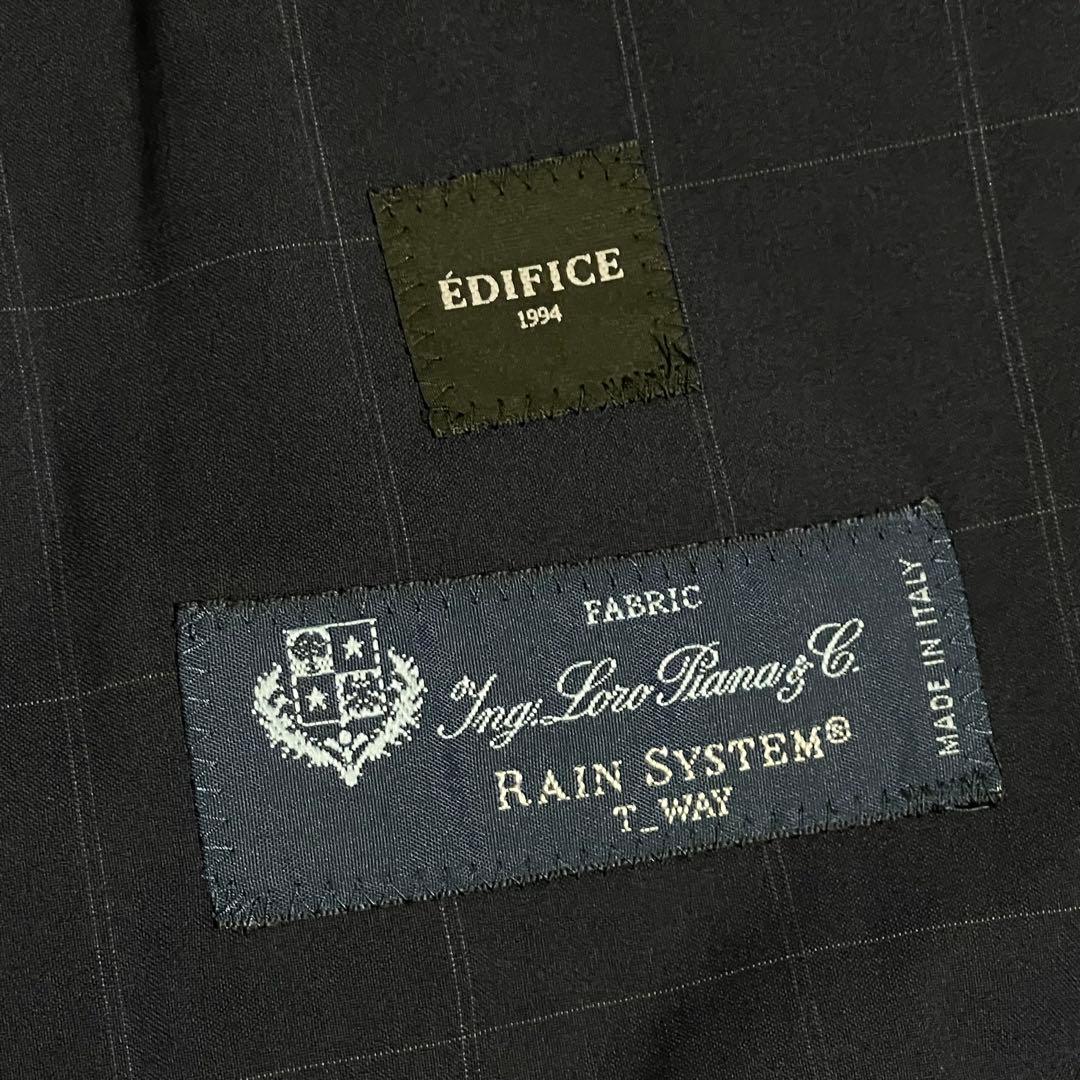 ÉDIFICE
1994
FABRIC
Ing. Loro Piana & C.
RAIN SYSTEM®
T_WAY
MADE IN ITALY